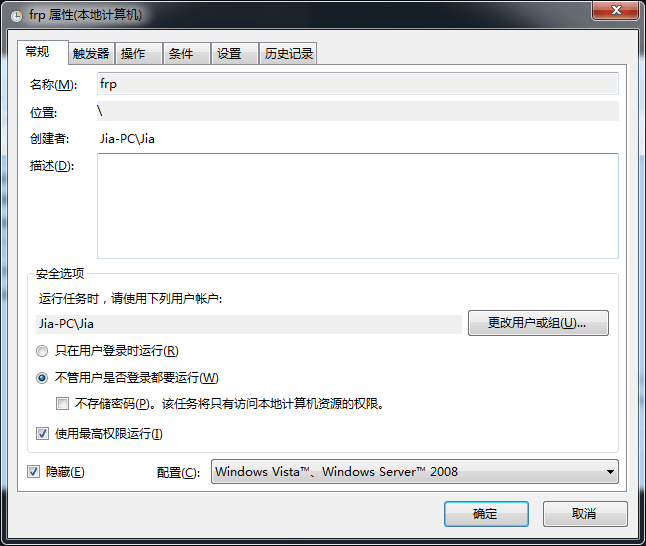 frp 属性(本地计算机)
常规 触发器 操作 条件 设置 历史记录
名称(M): frp
位置: \
创建者: Jia-PC\Jia
描述(D):
安全选项
运行任务时，请使用下列用户帐户:
Jia-PC\Jia 更改用户或组(U)...
只在用户登录时运行(R)
不管用户是否登录都要运行(W)
不存储密码(P)。该任务将只有访问本地计算机资源的权限。
使用最高权限运行(I)
隐藏(E) 配置(C): Windows Vista™、Windows Server™ 2008
确定 取消